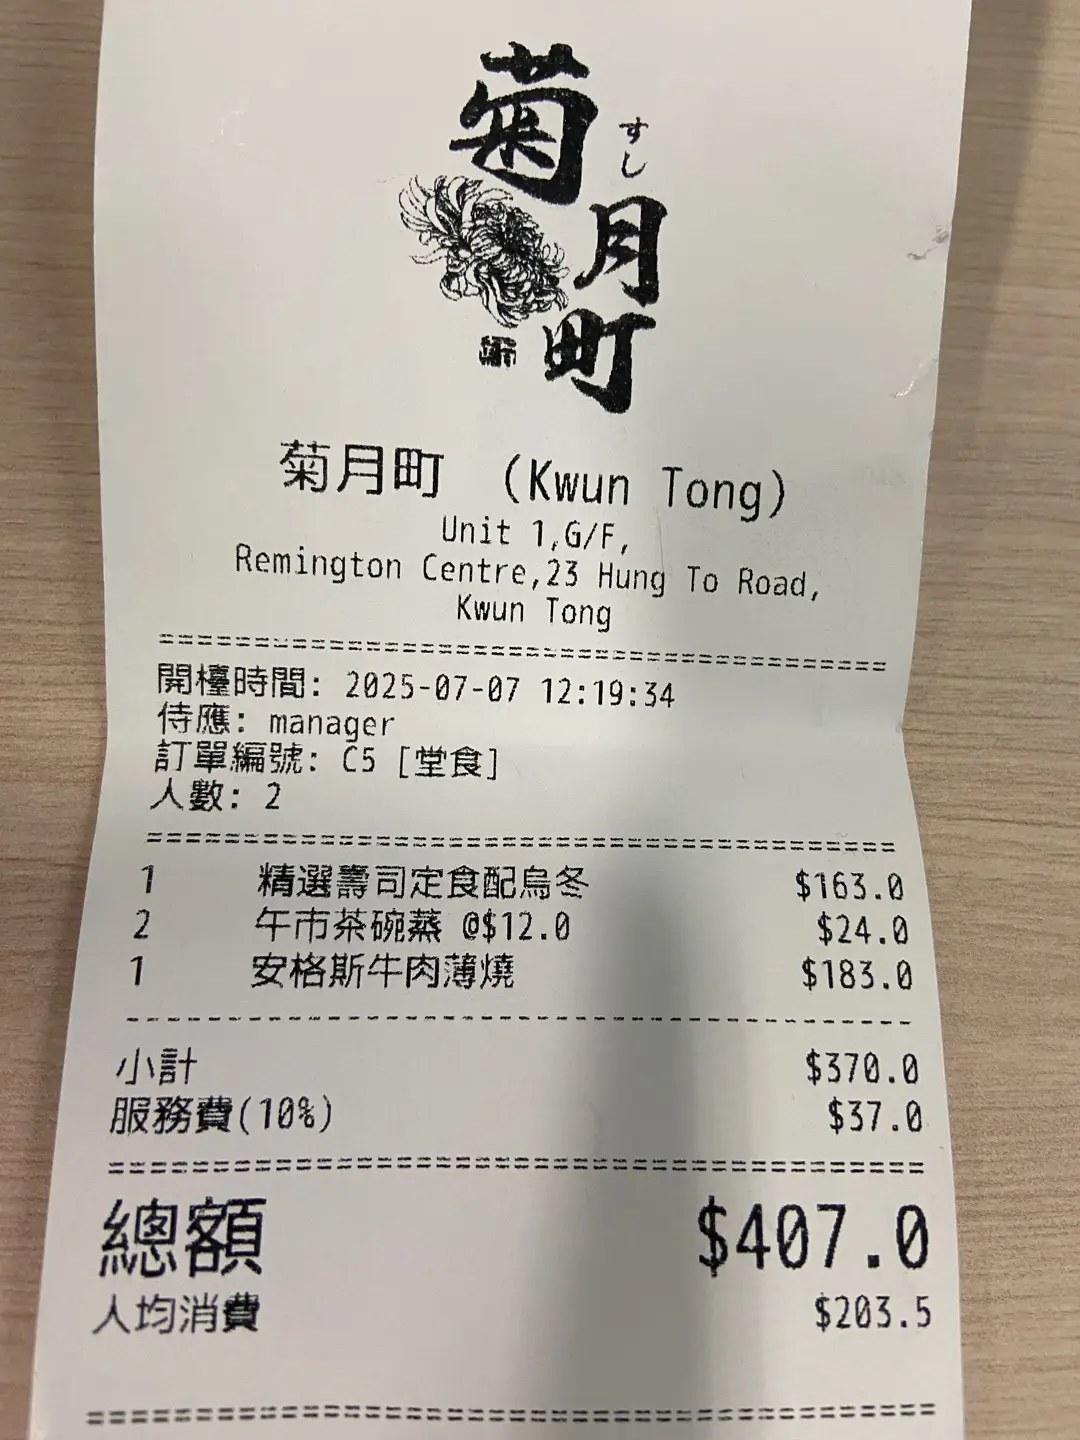 菊月町
すし
菊月町 (Kwun Tong)
Unit 1,G/F,
Remington Centre,23 Hung To Road,
Kwun Tong
開檯時間: 2025-07-07 12:19:34
侍應: manager
訂單編號: C5 [堂食]
人數: 2
1 精選壽司定食配烏冬 $163.0
2 午市茶碗蒸 @$12.0 $24.0
1 安格斯牛肉薄燒 $183.0
小計 $370.0
服務費(10%) $37.0
總額 $407.0
人均消費 $203.5